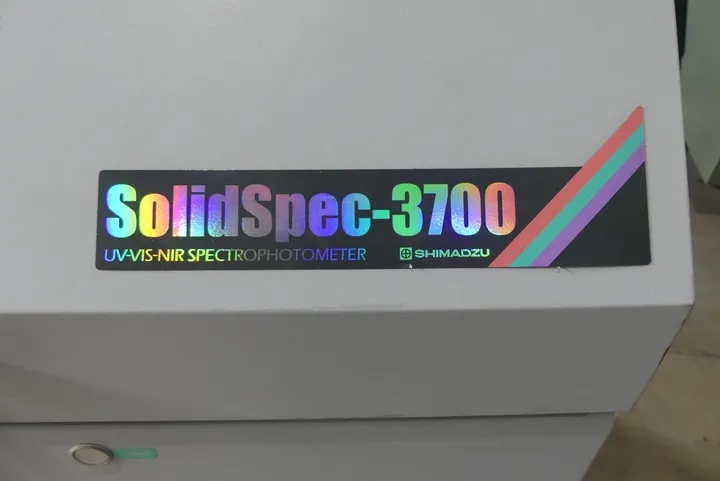 SolidSpec-3700
UV-VIS-NIR SPECTROPHOTOMETER SHIMADZU